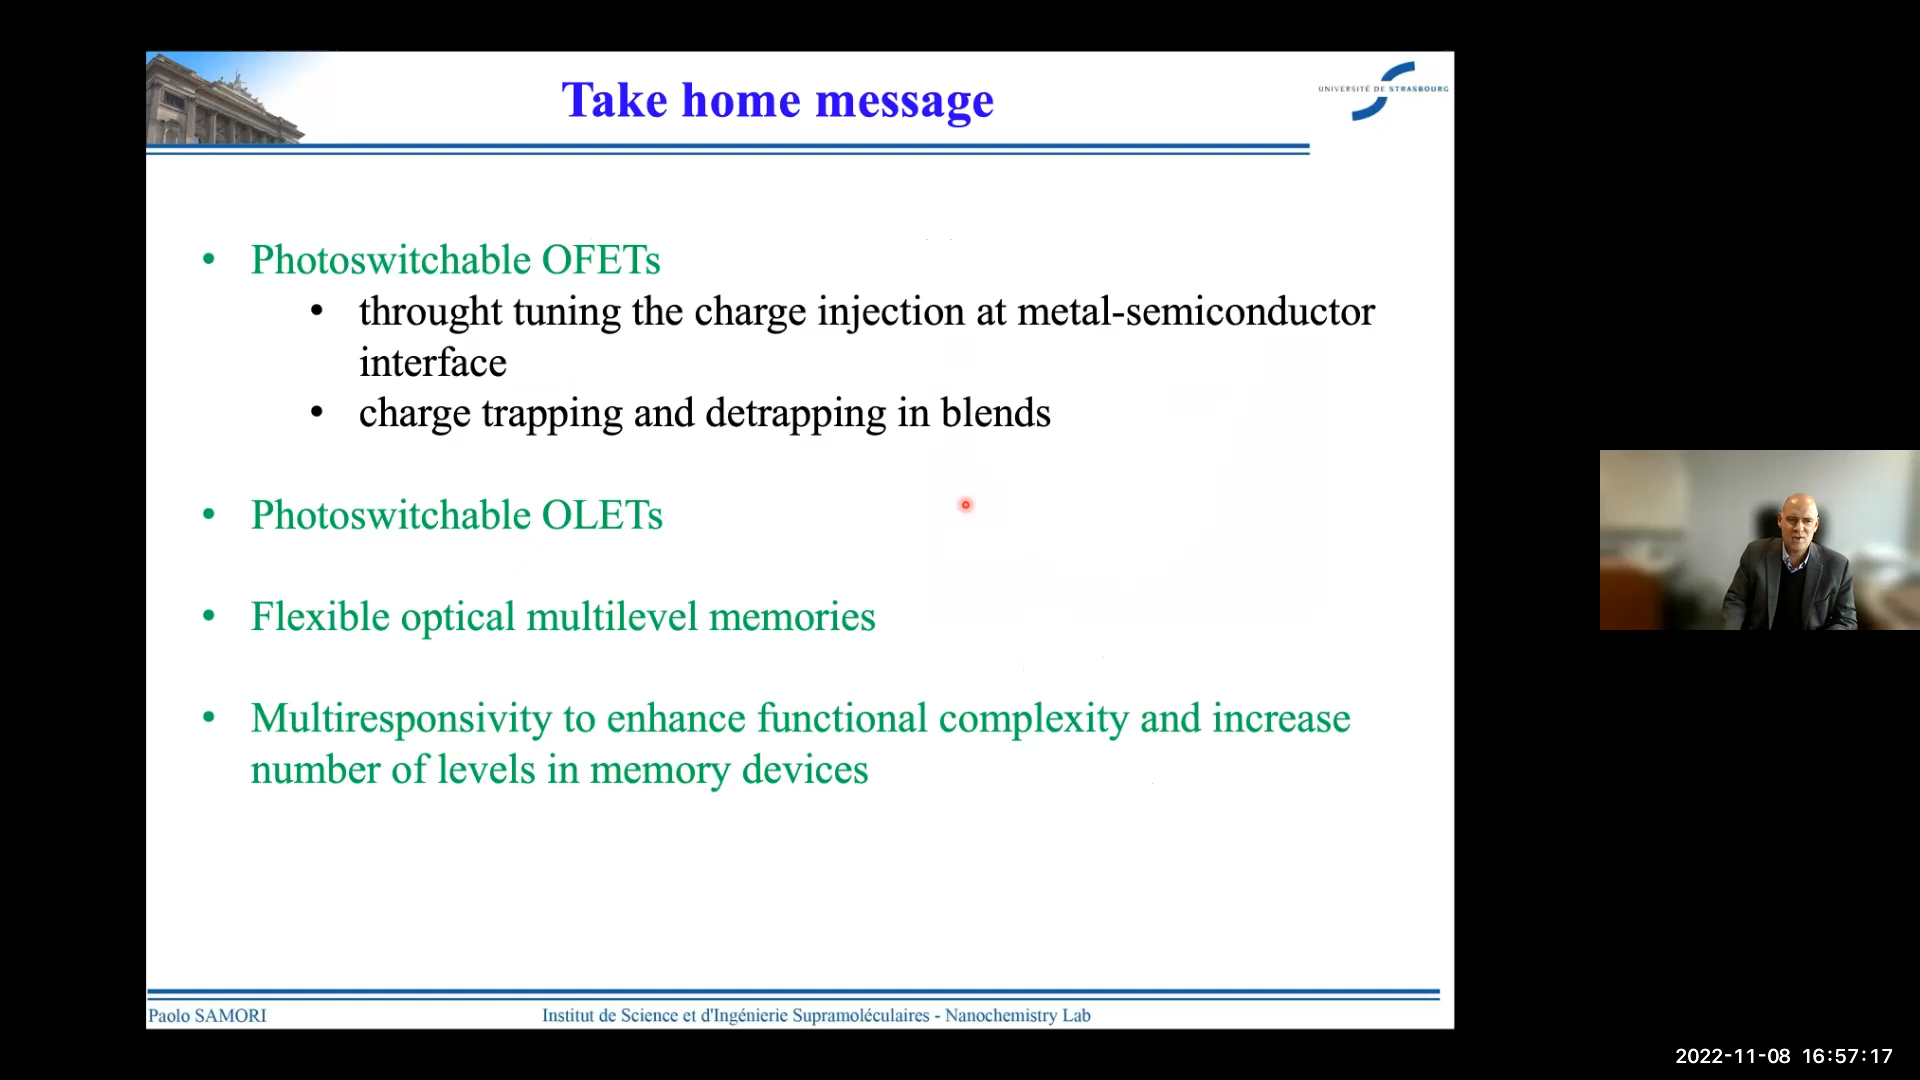 Take home message
UNIVERSITÉ DE STRASBOURG
• Photoswitchable OFETs
• throught tuning the charge injection at metal-semiconductor
interface
• charge trapping and detrapping in blends
• Photoswitchable OLETs
• Flexible optical multilevel memories
• Multiresponsivity to enhance functional complexity and increase
number of levels in memory devices
Paolo SAMORI
Institut de Science et d'Ingénierie Supramoléculaires - Nanochemistry Lab
2022-11-08 16:57:17